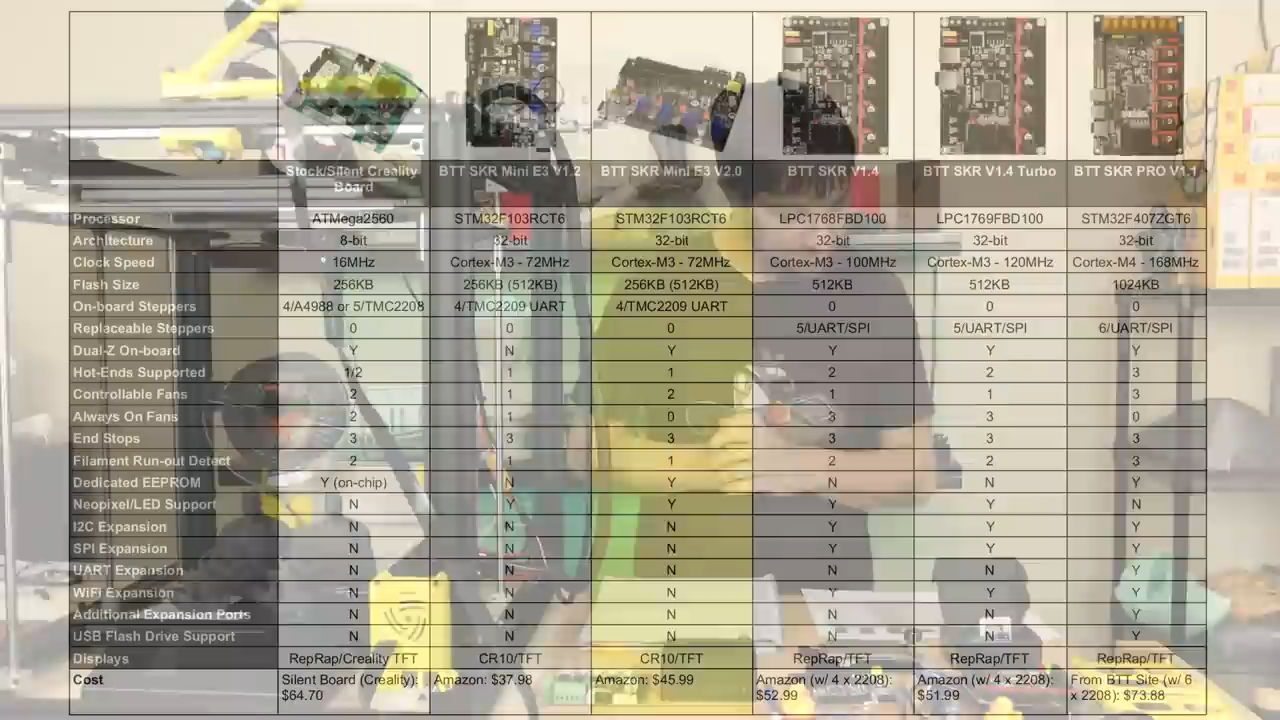 Stock/Silent Creality Board BTT SKR Mini E3 V1.2 BTT SKR Mini E3 V2.0 BTT SKR V1.4 BTT SKR V1.4 Turbo BTT SKR PRO V1.1
Processor ATMega2560 STM32F103RCT6 STM32F103RCT6 LPC1768FBD100 LPC1769FBD100 STM32F407ZGT6
Architecture 8-bit 32-bit 32-bit 32-bit 32-bit 32-bit
Clock Speed 16MHz Cortex-M3 - 72MHz Cortex-M3 - 72MHz Cortex-M3 - 100MHz Cortex-M3 - 120MHz Cortex-M4 - 168MHz
Flash Size 256KB 256KB (512KB) 256KB (512KB) 512KB 512KB 1024KB
On-board Steppers 4/A4988 or 5/TMC2208 4/TMC2209 UART 4/TMC2209 UART 0 0 0
Replaceable Steppers 0 0 0 5/UART/SPI 5/UART/SPI 6/UART/SPI
Dual-Z On-board Y N Y Y Y Y
Hot-Ends Supported 1/2 1 1 2 2 3
Controllable Fans 2 1 2 1 1 3
Always On Fans 2 1 0 3 3 0
End Stops 3 3 3 3 3 3
Filament Run-out Detect 2 1 1 2 2 3
Dedicated EEPROM Y (on-chip) N Y N N Y
Neopixel/LED Support N Y Y Y Y N
I2C Expansion N N N Y Y Y
SPI Expansion N N N Y Y Y
UART Expansion N N N N N Y
WiFi Expansion N N N Y Y Y
Additional Expansion Ports N N N N N Y
USB Flash Drive Support N N N N N Y
Displays RepRap/Creality TFT CR10/TFT CR10/TFT RepRap/TFT RepRap/TFT RepRap/TFT
Cost Silent Board (Creality): $64.70 Amazon: $37.98 Amazon: $45.99 Amazon (w/ 4 x 2208): $52.99 Amazon (w/ 4 x 2208): $51.99 From BTT Site (w/ 6 x 2208): $73.88